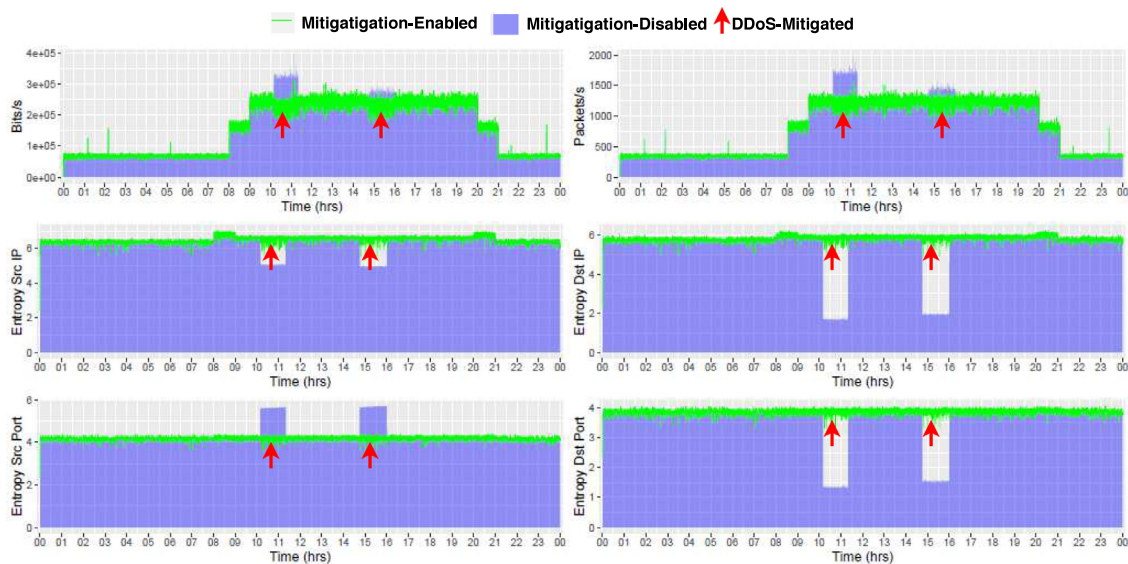 Mitigatigation-Enabled Mitigatigation-Disabled DDoS-Mitigated
4e+05
3e+05
2e+05
1e+05
0e+00
Bits/s
00 01 02 03 04 05 06 07 08 09 10 11 12 13 14 15 16 17 18 19 20 21 22 23 00
Time (hrs)
2000
1500
1000
500
0
Packets/s
00 01 02 03 04 05 06 07 08 09 10 11 12 13 14 15 16 17 18 19 20 21 22 23 00
Time (hrs)
6
4
2
0
Entropy Src IP
00 01 02 03 04 05 06 07 08 09 10 11 12 13 14 15 16 17 18 19 20 21 22 23 00
Time (hrs)
6
4
2
0
Entropy Dst IP
00 01 02 03 04 05 06 07 08 09 10 11 12 13 14 15 16 17 18 19 20 21 22 23 00
Time (hrs)
6
4
2
0
Entropy Src Port
00 01 02 03 04 05 06 07 08 09 10 11 12 13 14 15 16 17 18 19 20 21 22 23 00
Time (hrs)
4
3
2
1
0
Entropy Dst Port
00 01 02 03 04 05 06 07 08 09 10 11 12 13 14 15 16 17 18 19 20 21 22 23 00
Time (hrs)